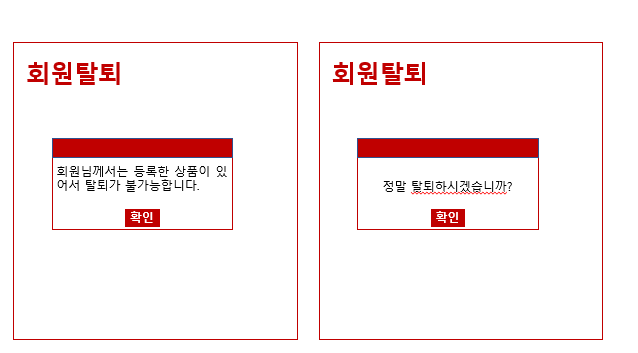 회원탈퇴
회원님께서는 등록한 상품이 있
어서 탈퇴가 불가능합니다.
확인
회원탈퇴
정말 탈퇴하시겠습니까?
확인